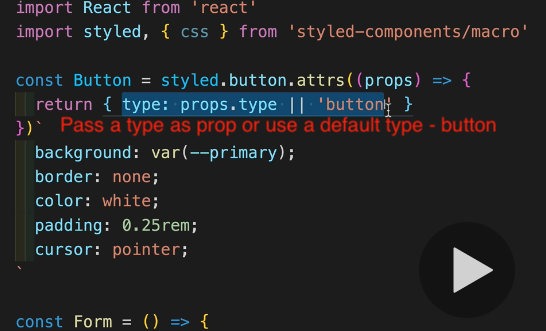 import React from 'react'
import styled, { css } from 'styled-components/macro'
const Button = styled.button.attrs((props) => {
return { type: props.type || 'button' }
})`
Pass a type as prop or use a default type - button
background: var(--primary);
border: none;
color: white;
padding: 0.25rem;
cursor: pointer;
`
const Form = () => {